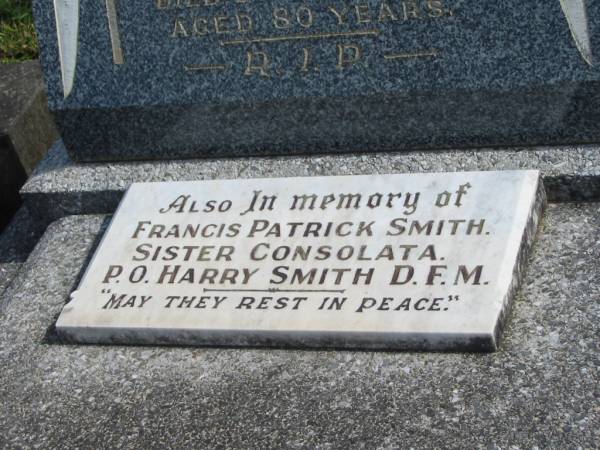 AGED 80 YEARS.
R.I.P.
Also In memory of
FRANCIS PATRICK SMITH.
SISTER CONSOLATA.
P.O. HARRY SMITH D.F.M.
"MAY THEY REST IN PEACE."